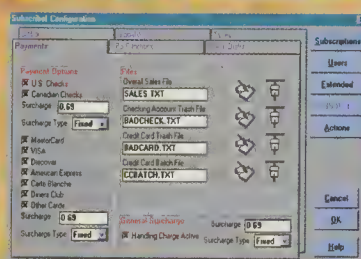 Subscribe! Configuration
Payments
Payment Options
U.S. Checks
Canadian Checks
Surcharge 0.69
Surcharge Type Fixed
MasterCard
VISA
Discover
American Express
Carte Blanche
Diners Club
Other Cards
Surcharge 0.69
Surcharge Type Fixed
Files
Overall Sales File
SALES.TXT
Checking Account Trash File
BADCHECK.TXT
Credit Card Trash File
BADCARD.TXT
Credit Card Batch File
CCBATCH.TXT
General Surcharge
Handling Charge Active
Surcharge 0.69
Surcharge Type Fixed
Subscriptions
Users
Extended
Actions
Cancel
OK
Help